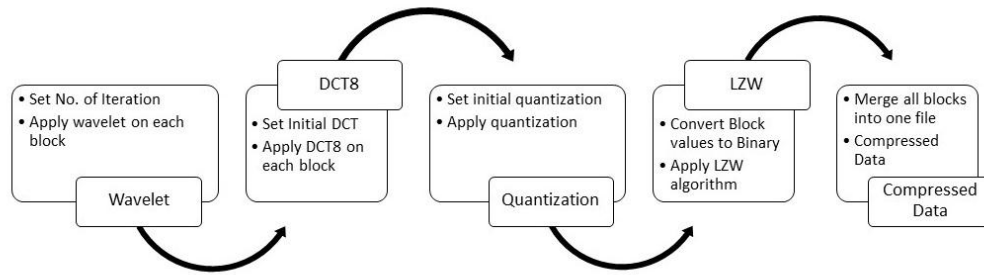 • Set No. of Iteration
• Apply wavelet on each
block
Wavelet
DCT8
• Set Initial DCT
• Apply DCT8 on
each block
• Set initial quantization
• Apply quantization
Quantization
LZW
• Convert Block
values to Binary
• Apply LZW
algorithm
• Merge all blocks
into one file
• Compressed
Data
Compressed
Data